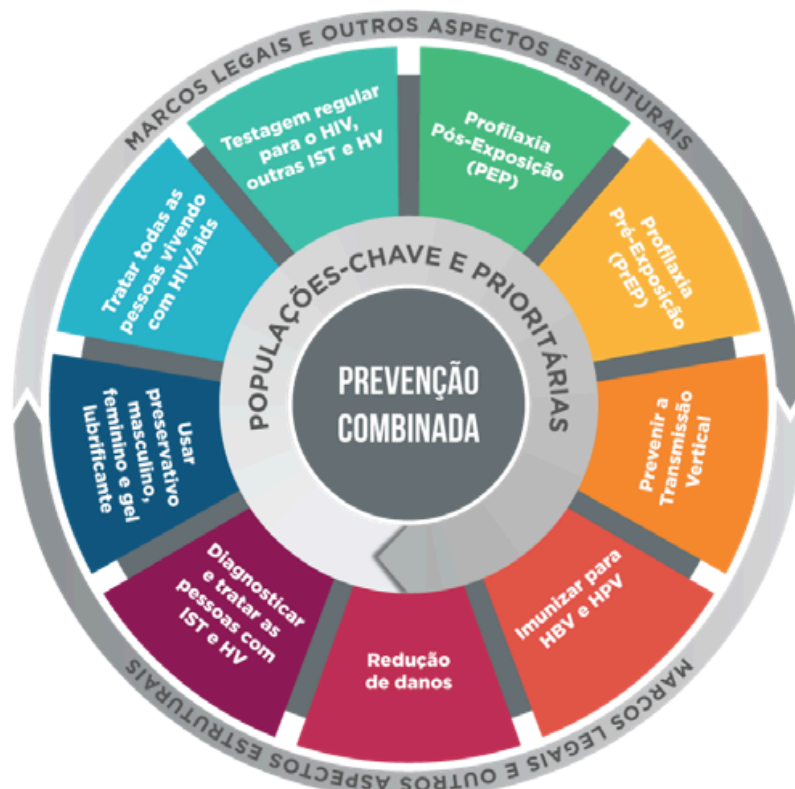 MARCOS LEGAIS E OUTROS ASPECTOS ESTRUTURAIS
Testagem regular
para o HIV,
outras IST e HV
Profilaxia
Pós-Exposição
(PEP)
Profilaxia
Pré-Exposição
(PrEP)
Prevenir a
Transmissão
Vertical
Imunizar para
HBV e HPV
Redução
de danos
Diagnosticar
e tratar as
pessoas com
IST e HV
Usar
preservativo
masculino,
feminino e gel
lubrificante
Tratar todas as
pessoas vivendo
com HIV/aids
POPULAÇÕES-CHAVE E PRIORITÁRIAS
PREVENÇÃO
COMBINADA
MARCOS LEGAIS E OUTROS ASPECTOS ESTRUTURAIS